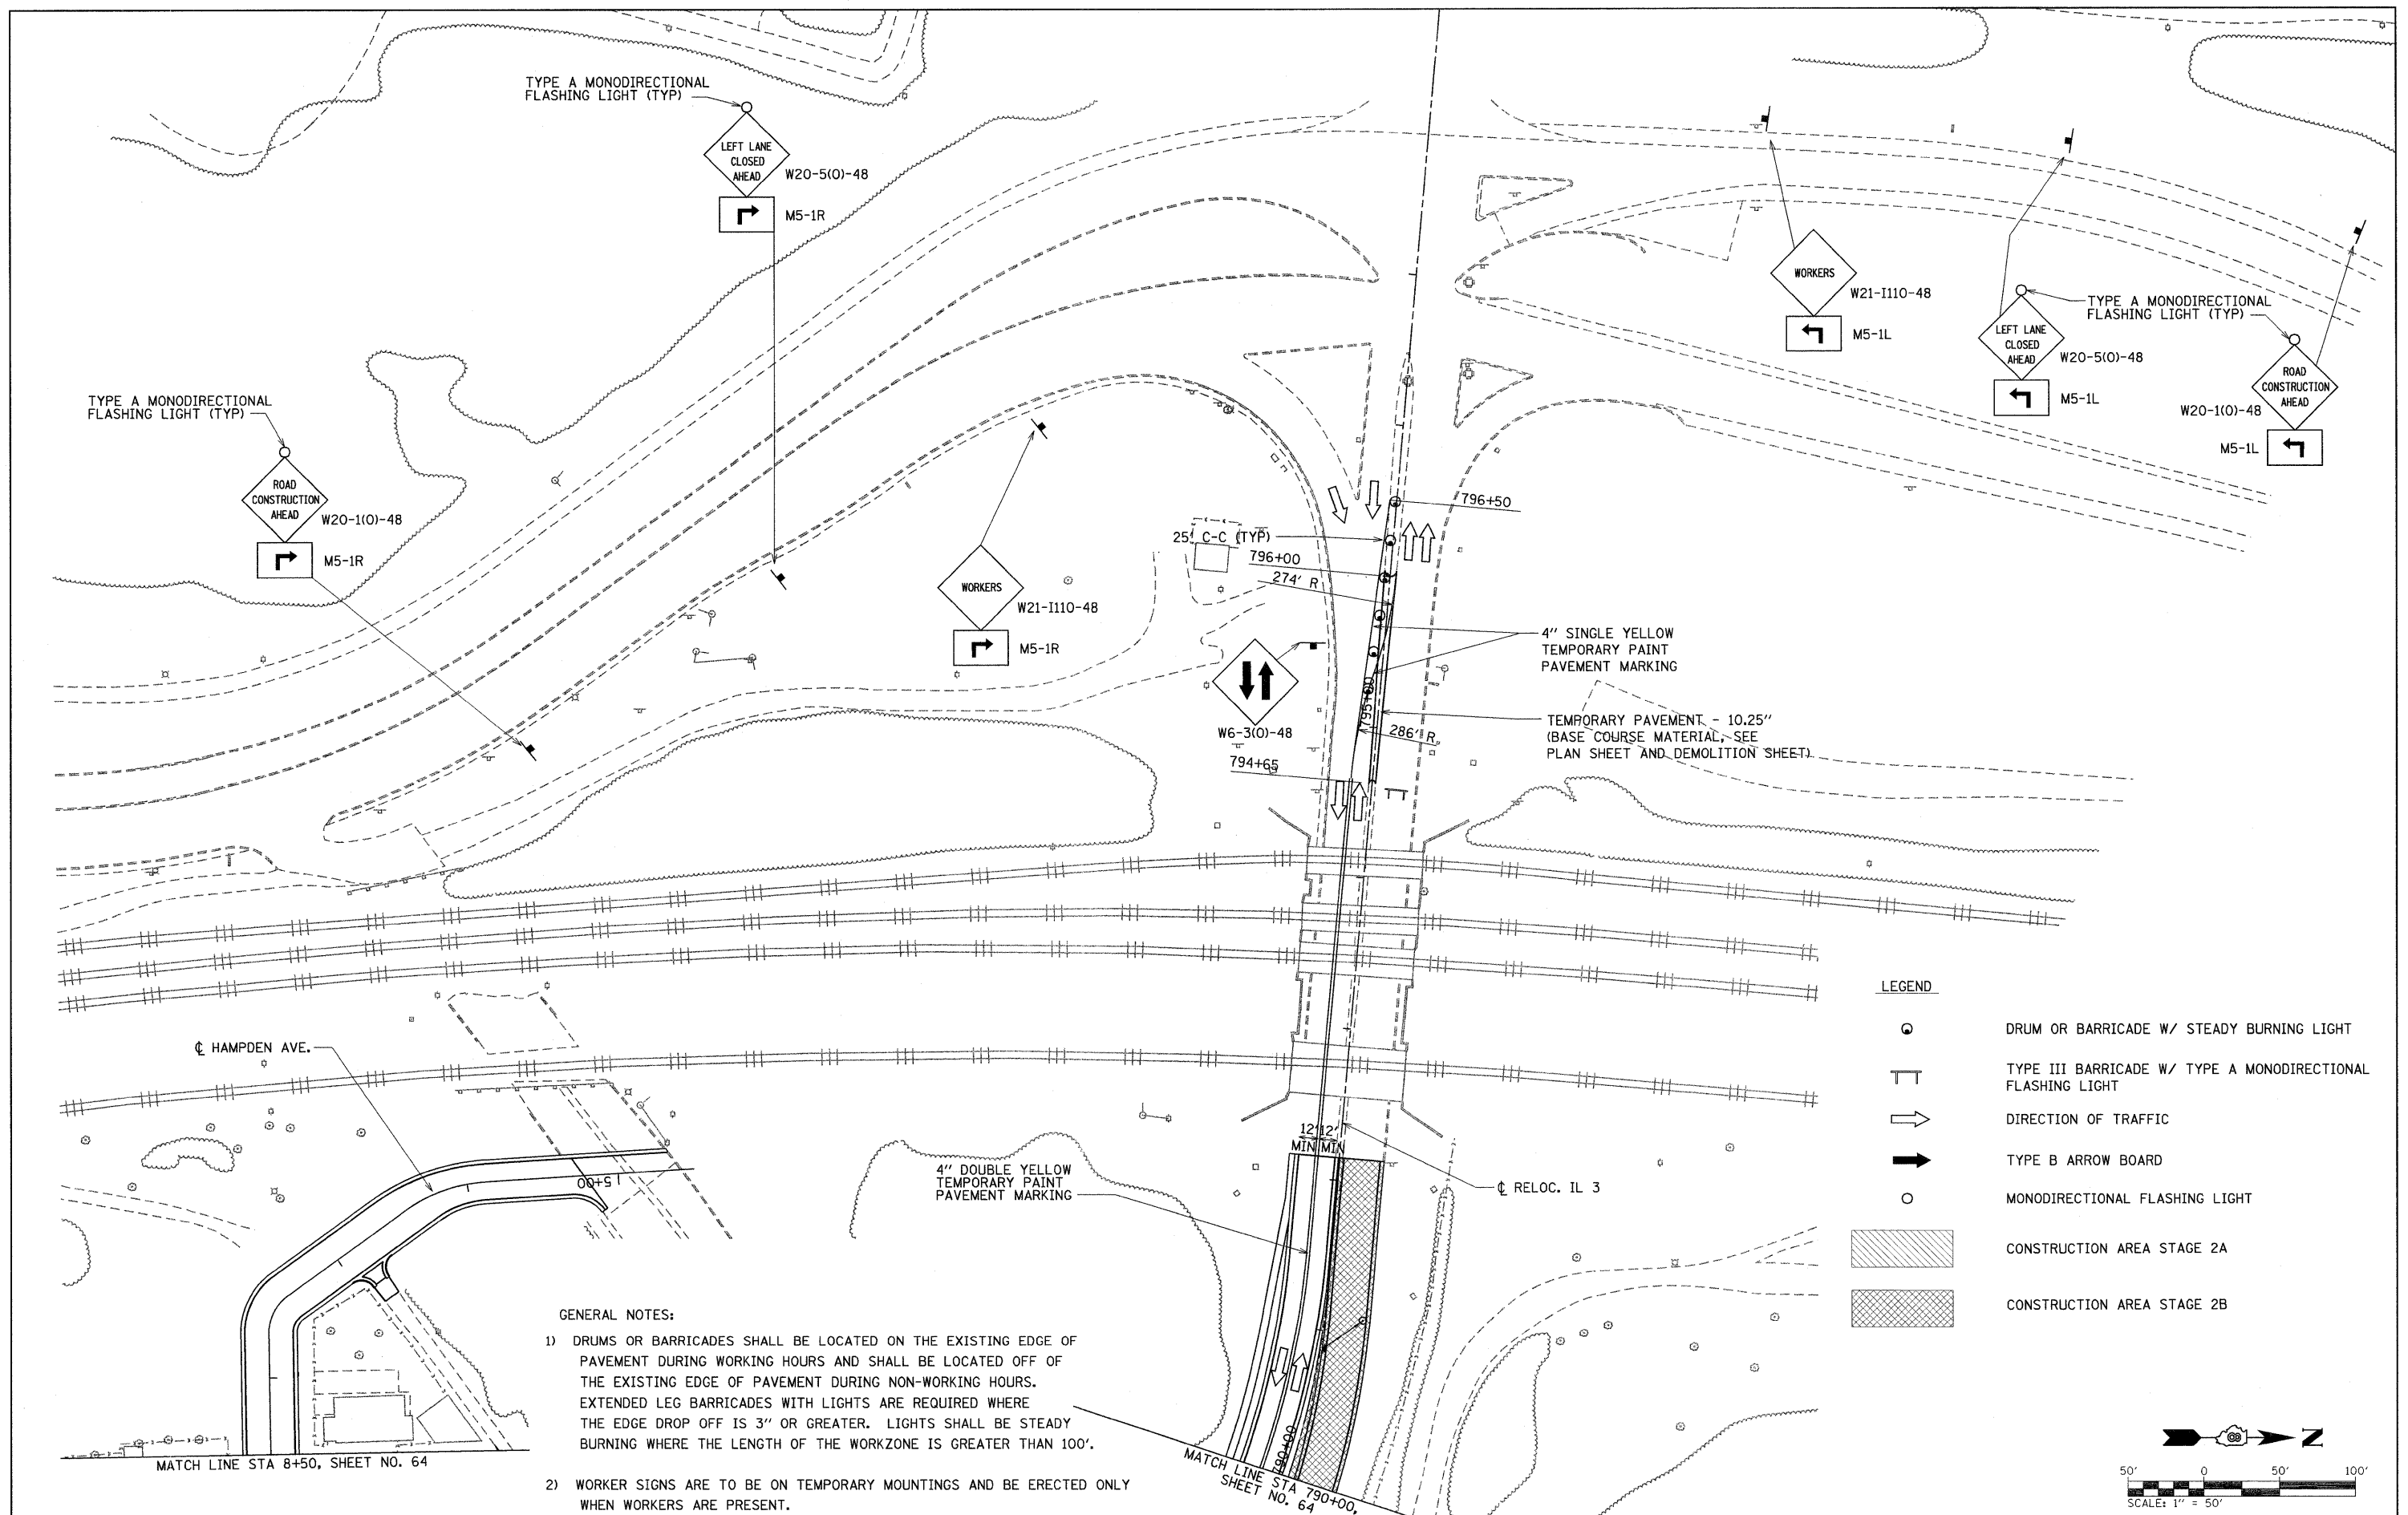 TYPE A MONODIRECTIONAL
FLASHING LIGHT (TYP)
LEFT LANE
CLOSED
AHEAD
W20-5(O)-48
M5-1R
TYPE A MONODIRECTIONAL
FLASHING LIGHT (TYP)
ROAD
CONSTRUCTION
AHEAD
W20-1(O)-48
M5-1R
WORKERS
W21-I110-48
M5-1R
WORKERS
W21-I110-48
M5-1L
TYPE A MONODIRECTIONAL
FLASHING LIGHT (TYP)
LEFT LANE
CLOSED
AHEAD
W20-5(O)-48
M5-1L
ROAD
CONSTRUCTION
AHEAD
W20-1(O)-48
M5-1L
796+50
25' C-C (TYP)
796+00
274' R
4" SINGLE YELLOW
TEMPORARY PAINT
PAVEMENT MARKING
795+00
W6-3(O)-48
286' R
TEMPORARY PAVEMENT - 10.25"
(BASE COURSE MATERIAL, SEE
PLAN SHEET AND DEMOLITION SHEET)
794+65
℄ HAMPDEN AVE.
15+00
12' 12'
MIN MIN
4" DOUBLE YELLOW
TEMPORARY PAINT
PAVEMENT MARKING
℄ RELOC. IL 3
790+00
MATCH LINE STA 790+00,
SHEET NO. 64
MATCH LINE STA 8+50, SHEET NO. 64
GENERAL NOTES:
1) DRUMS OR BARRICADES SHALL BE LOCATED ON THE EXISTING EDGE OF
PAVEMENT DURING WORKING HOURS AND SHALL BE LOCATED OFF OF
THE EXISTING EDGE OF PAVEMENT DURING NON-WORKING HOURS.
EXTENDED LEG BARRICADES WITH LIGHTS ARE REQUIRED WHERE
THE EDGE DROP OFF IS 3" OR GREATER. LIGHTS SHALL BE STEADY
BURNING WHERE THE LENGTH OF THE WORKZONE IS GREATER THAN 100'.
2) WORKER SIGNS ARE TO BE ON TEMPORARY MOUNTINGS AND BE ERECTED ONLY
WHEN WORKERS ARE PRESENT.
LEGEND
DRUM OR BARRICADE W/ STEADY BURNING LIGHT
TYPE III BARRICADE W/ TYPE A MONODIRECTIONAL
FLASHING LIGHT
DIRECTION OF TRAFFIC
TYPE B ARROW BOARD
MONODIRECTIONAL FLASHING LIGHT
CONSTRUCTION AREA STAGE 2A
CONSTRUCTION AREA STAGE 2B
N
50' 0 50' 100'
SCALE: 1" = 50'